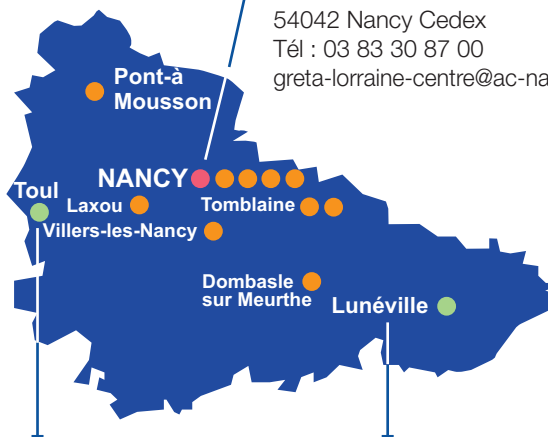 54042 Nancy Cedex
Tél : 03 83 30 87 00
greta-lorraine-centre@ac-na
Pont-à
Mousson
NANCY
Toul
Laxou
Tomblaine
Villers-les-Nancy
Dombasle
sur Meurthe
Lunéville